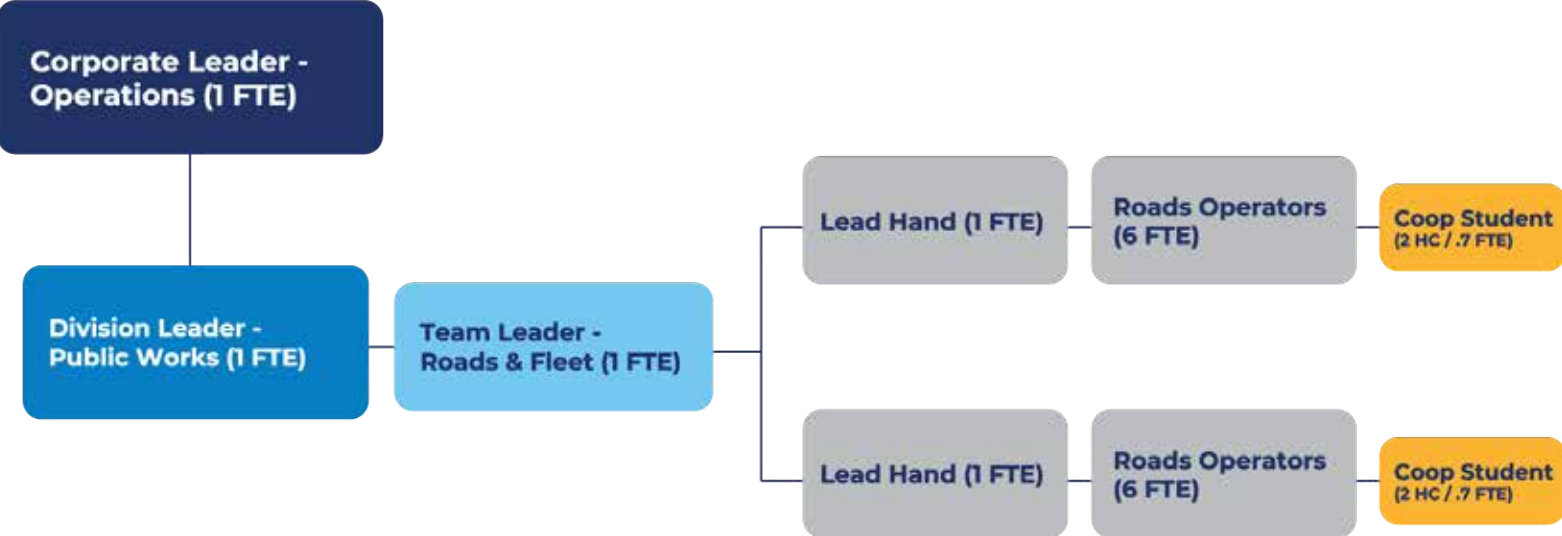 Corporate Leader -
Operations (1 FTE)
Division Leader -
Public Works (1 FTE)
Team Leader -
Roads & Fleet (1 FTE)
Lead Hand (1 FTE)
Roads Operators
(6 FTE)
Coop Student
(2 HC / .7 FTE)
Lead Hand (1 FTE)
Roads Operators
(6 FTE)
Coop Student
(2 HC / .7 FTE)